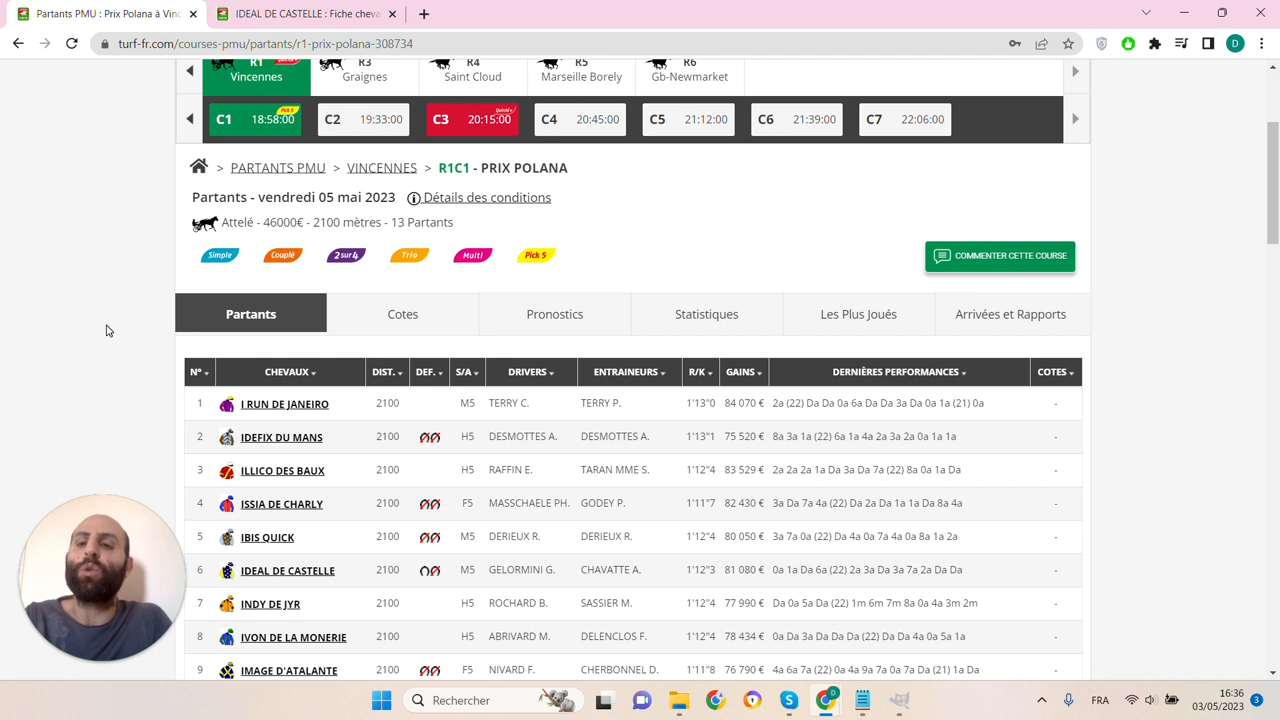 Partants PMU : Prix Polana à Vinc
IDEAL DE CASTELLE : Fiche cheva
turf-fr.com/courses-pmu/partants/r1-prix-polana-308734
D
R1 R3 R4 R5 R6
Vincennes Graignes Saint Cloud Marseille Borely Gb-Newmarket
Pick 5 Quinté+
C1 18:58:00 C2 19:33:00 C3 20:15:00 C4 20:45:00 C5 21:12:00 C6 21:39:00 C7 22:06:00
> PARTANTS PMU > VINCENNES > R1C1 - PRIX POLANA
Partants - vendredi 05 mai 2023 Détails des conditions
Attelé - 46000€ - 2100 mètres - 13 Partants
Simple Couplé 2sur4 Trio Multi Pick 5 COMMENTER CETTE COURSE
Partants Cotes Pronostics Statistiques Les Plus Joués Arrivées et Rapports
N° CHEVAUX DIST. DEF. S/A DRIVERS ENTRAINEURS R/K GAINS DERNIÈRES PERFORMANCES COTES
1 I RUN DE JANEIRO 2100 M5 TERRY C. TERRY P. 1'13"0 84 070 € 2a (22) Da Da 0a 6a Da Da 3a Da 0a 1a (21) 0a -
2 IDEFIX DU MANS 2100 H5 DESMOTTES A. DESMOTTES A. 1'13"1 75 520 € 8a 3a 1a (22) 6a 1a 4a 2a 3a 2a 0a 1a 1a -
3 ILLICO DES BAUX 2100 H5 RAFFIN E. TARAN MME S. 1'12"4 83 529 € 2a 2a 2a 1a Da 3a Da 7a (22) 8a 0a 1a Da -
4 ISSIA DE CHARLY 2100 F5 MASSCHAELE PH. GODEY P. 1'11"7 82 430 € 3a Da 7a 4a (22) Da 2a Da 1a 1a Da 8a 4a -
5 IBIS QUICK 2100 M5 DERIEUX R. DERIEUX R. 1'12"4 80 050 € 3a 7a 0a (22) Da 4a 0a 7a 4a 0a 8a 1a 2a -
6 IDEAL DE CASTELLE 2100 M5 GELORMINI G. CHAVATTE A. 1'12"3 81 080 € 0a 1a Da 6a (22) 2a 3a Da 3a 7a 2a Da Da -
7 INDY DE JYR 2100 H5 ROCHARD B. SASSIER M. 1'12"4 77 990 € Da 0a 5a Da (22) 1m 6m 7m 8a 0a 4a 3m 2m -
8 IVON DE LA MONERIE 2100 H5 ABRIVARD M. DELENCLOS F. 1'12"4 78 434 € 0a Da 3a Da Da Da (22) Da Da 4a Da 5a 1a -
9 IMAGE D'ATALANTE 2100 F5 NIVARD F. CHERBONNEL D. 1'11"8 76 790 € 4a 6a 7a (22) 0a 4a 9a 7a 0a 7a Da (21) 1a Da -
Rechercher
D
FRA
16:36
03/05/2023
3